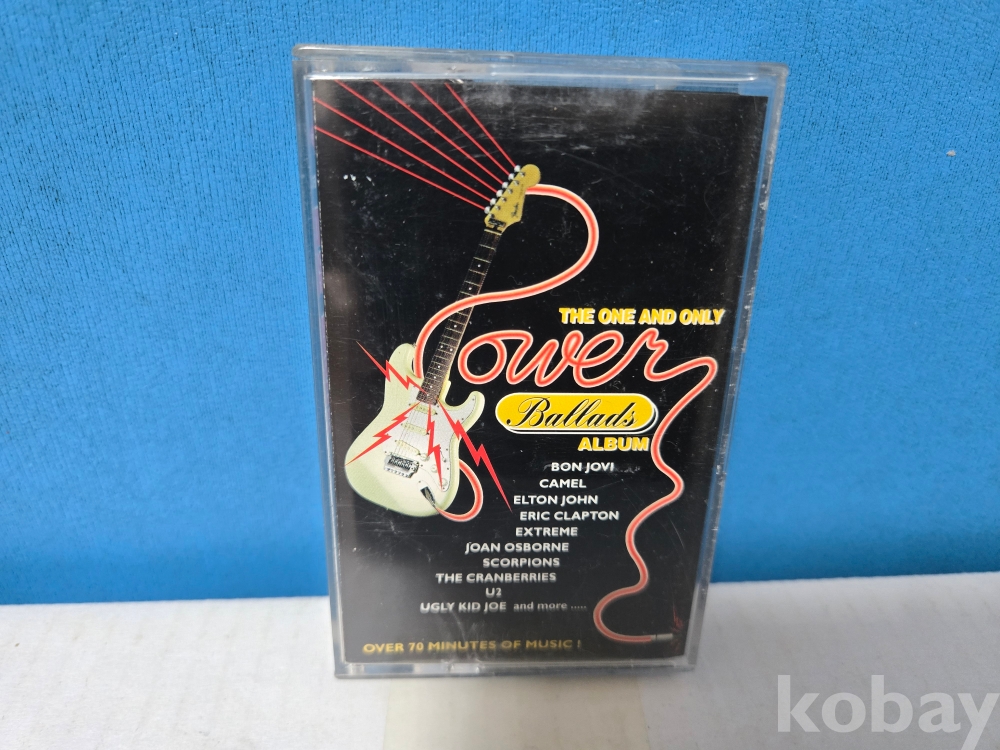 THE ONE AND ONLY
Power
Ballads
ALBUM
BON JOVI
CAMEL
ELTON JOHN
ERIC CLAPTON
EXTREME
JOAN OSBORNE
SCORPIONS
THE CRANBERRIES
U2
UGLY KID JOE and more .....
OVER 70 MINUTES OF MUSIC !
kobay